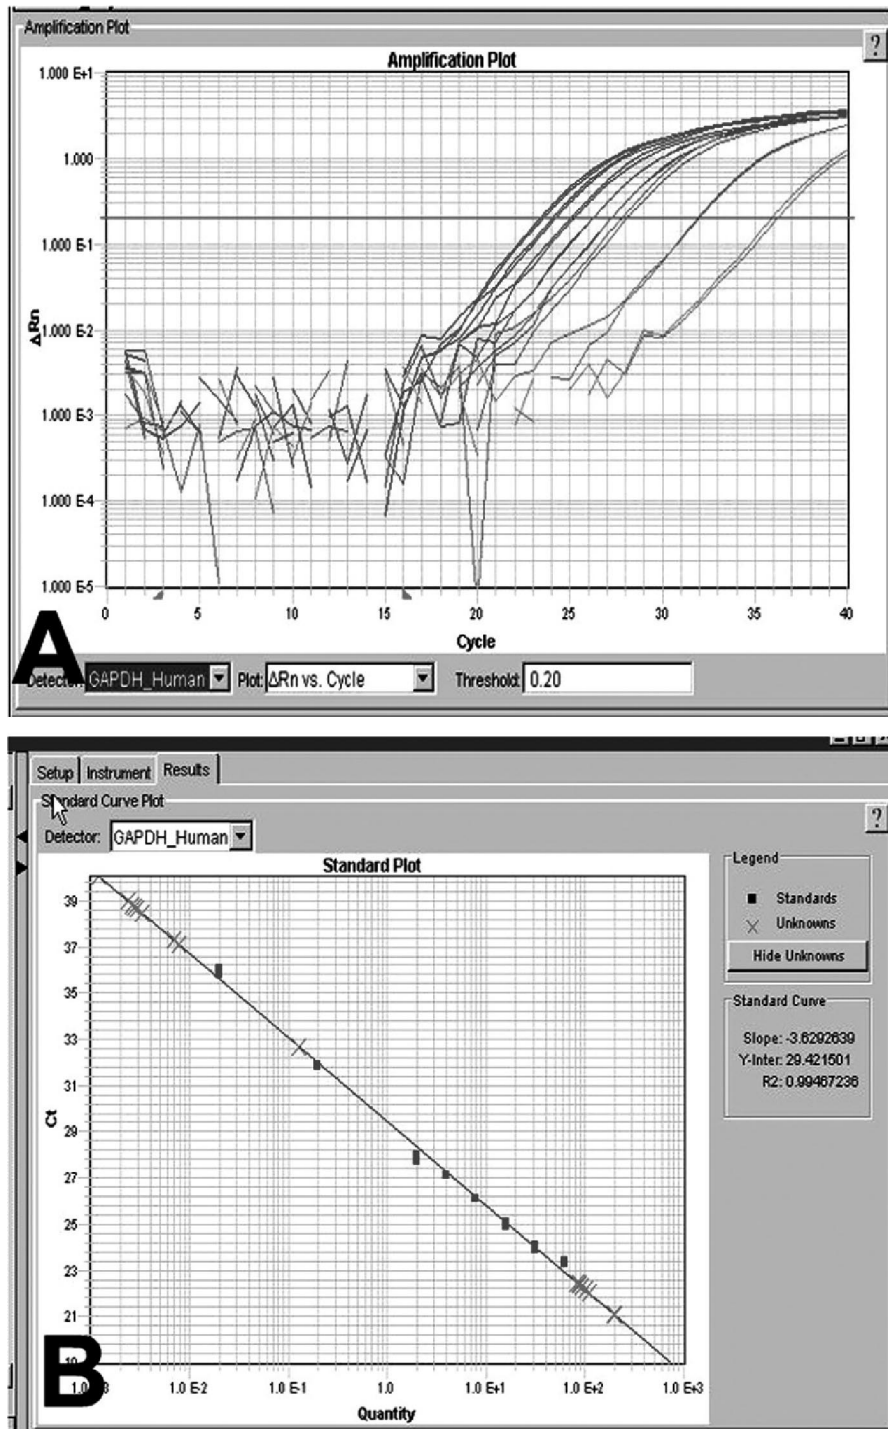 Amplification Plot
?
Amplification Plot
1.000 E+1
1.000
1.000 E-1
1.000 E-2
1.000 E-3
1.000 E-4
1.000 E-5
ΔRn
0 5 10 15 20 25 30 35 40
Cycle
A
Detector: GAPDH_Human Plot: ΔRn vs. Cycle Threshold: 0.20
Setup Instrument Results
Standard Curve Plot
?
Detector: GAPDH_Human
Standard Plot
39
37
35
33
31
29
27
25
23
21
19
Ct
1.0 E-2 1.0 E-1 1.0 1.0 E+1 1.0 E+2 1.0 E+3
Quantity
B
Legend
Standards
Unknowns
Hide Unknowns
Standard Curve
Slope: -3.6292639
Y-Inter: 29.421501
R2: 0.99467236